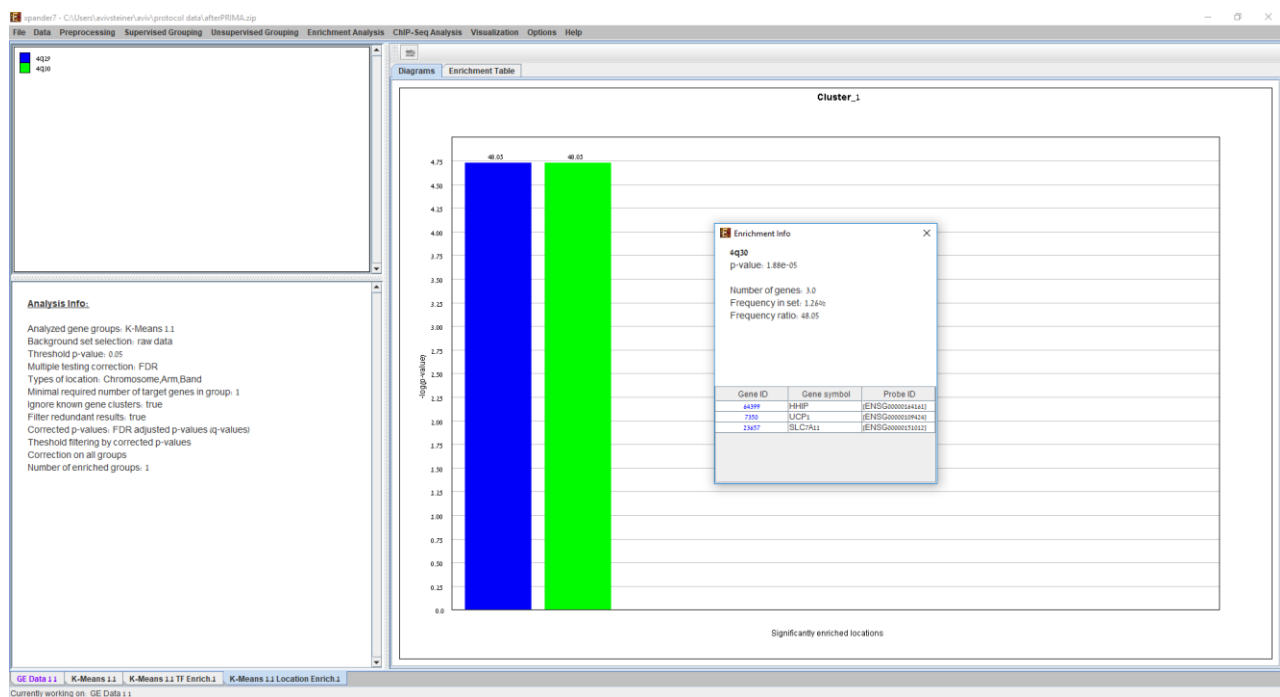 xpander7 - C:\Users\avivsteiner\aviv\protocol data\afterPRIMA.zip
File Data Preprocessing Supervised Grouping Unsupervised Grouping Enrichment Analysis ChIP-Seq Analysis Visualization Options Help
4q29
4q30
Analysis Info:
Analyzed gene groups: K-Means 1.1
Background set selection: raw data
Threshold p-value: 0.05
Multiple testing correction: FDR
Types of location: Chromosome,Arm,Band
Minimal required number of target genes in group: 1
Ignore known gene clusters: true
Filter redundant results: true
Corrected p-values: FDR adjusted p-values (q-values)
Theshold filtering by corrected p-values
Correction on all groups
Number of enriched groups: 1
Diagrams Enrichment Table
Cluster_1
48.05 48.05
4.75
4.50
4.25
4.00
3.75
3.50
3.25
3.00
2.75
2.50
2.25
2.00
1.75
1.50
1.25
1.00
0.75
0.50
0.25
0.0
-log(p-value)
Significantly enriched locations
Enrichment Info
4q30
p-value: 1.88e-05
Number of genes: 3.0
Frequency in set: 1.26%
Frequency ratio: 48.05
Gene ID Gene symbol Probe ID
64399 HHIP [ENSG00000164161]
7350 UCP1 [ENSG00000109424]
23657 SLC7A11 [ENSG00000151012]
GE Data 1.1 K-Means 1.1 K-Means 1.1 TF Enrich.1 K-Means 1.1 Location Enrich.1
Currently working on: GE Data 1.1